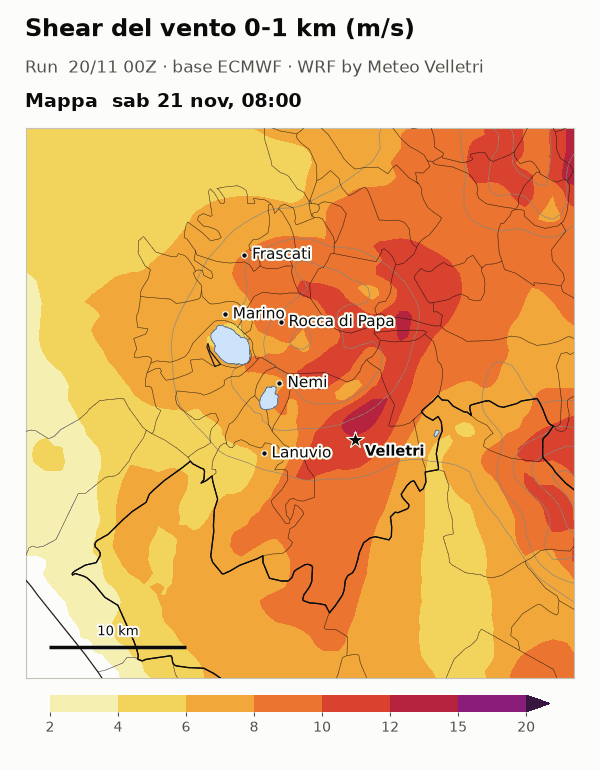 Shear del vento 0-1 km (m/s)
Run  20/11 00Z · base ECMWF · WRF by Meteo Velletri
Mappa  sab 21 nov, 08:00
Frascati
Marino
Rocca di Papa
Nemi
Velletri
Lanuvio
10 km
2 4 6 8 10 12 15 20